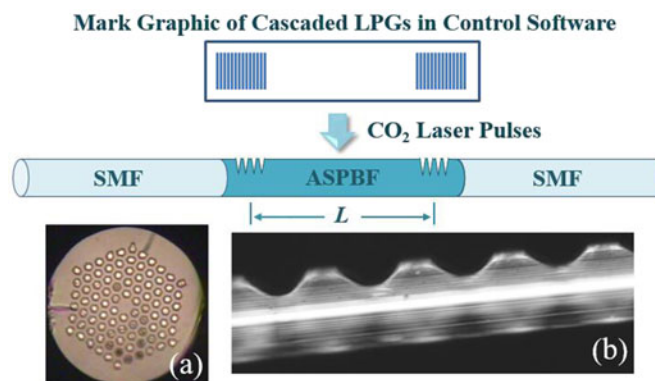 Mark Graphic of Cascaded LPGs in Control Software
CO₂ Laser Pulses
SMF
ASPBF
SMF
L
(a)
(b)